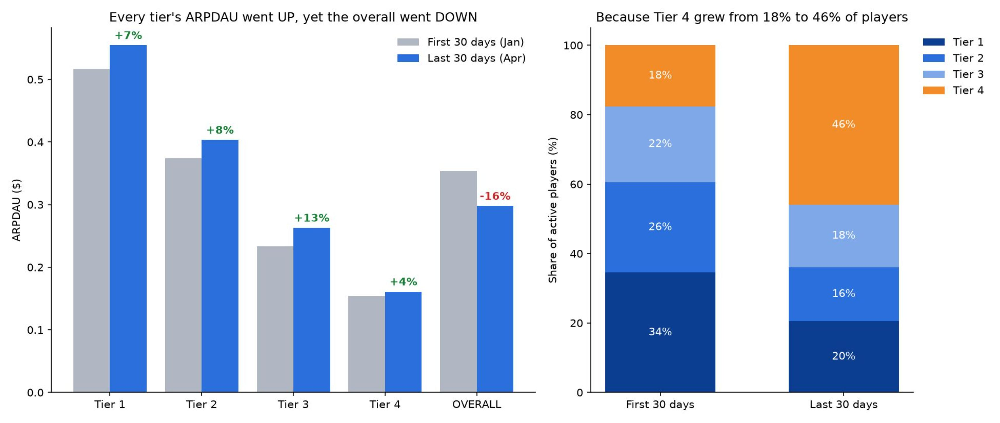 Every tier's ARPDAU went UP, yet the overall went DOWN
ARPDAU ($)
0.5
0.4
0.3
0.2
0.1
0.0
+7%
+8%
+13%
+4%
-16%
First 30 days (Jan)
Last 30 days (Apr)
Tier 1
Tier 2
Tier 3
Tier 4
OVERALL
Because Tier 4 grew from 18% to 46% of players
Share of active players (%)
100
80
60
40
20
0
18%
22%
26%
34%
46%
18%
16%
20%
First 30 days
Last 30 days
Tier 1
Tier 2
Tier 3
Tier 4